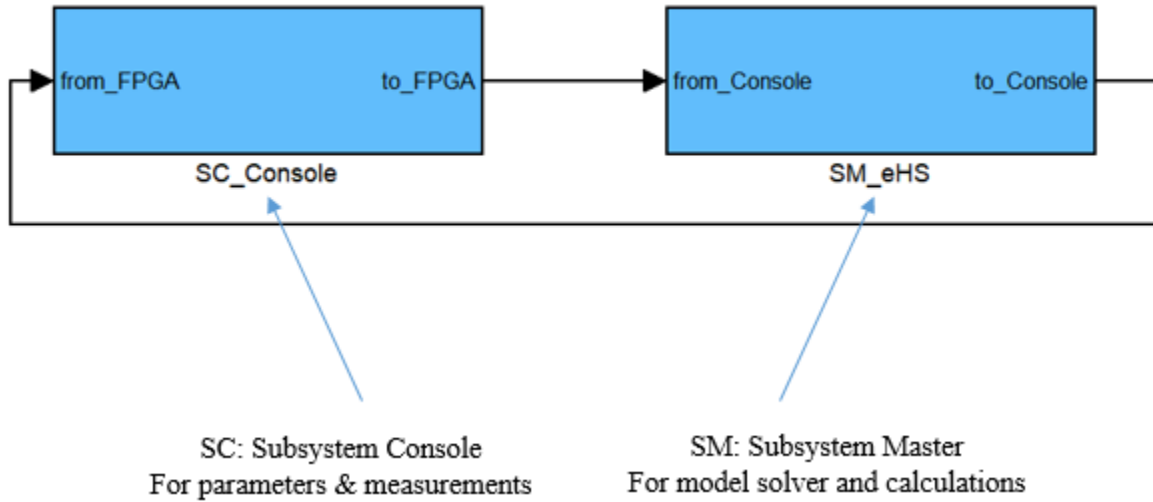 from_FPGA
to_FPGA
from_Console
to_Console
SC_Console
SM_eHS
SC: Subsystem Console
For parameters & measurements
SM: Subsystem Master
For model solver and calculations